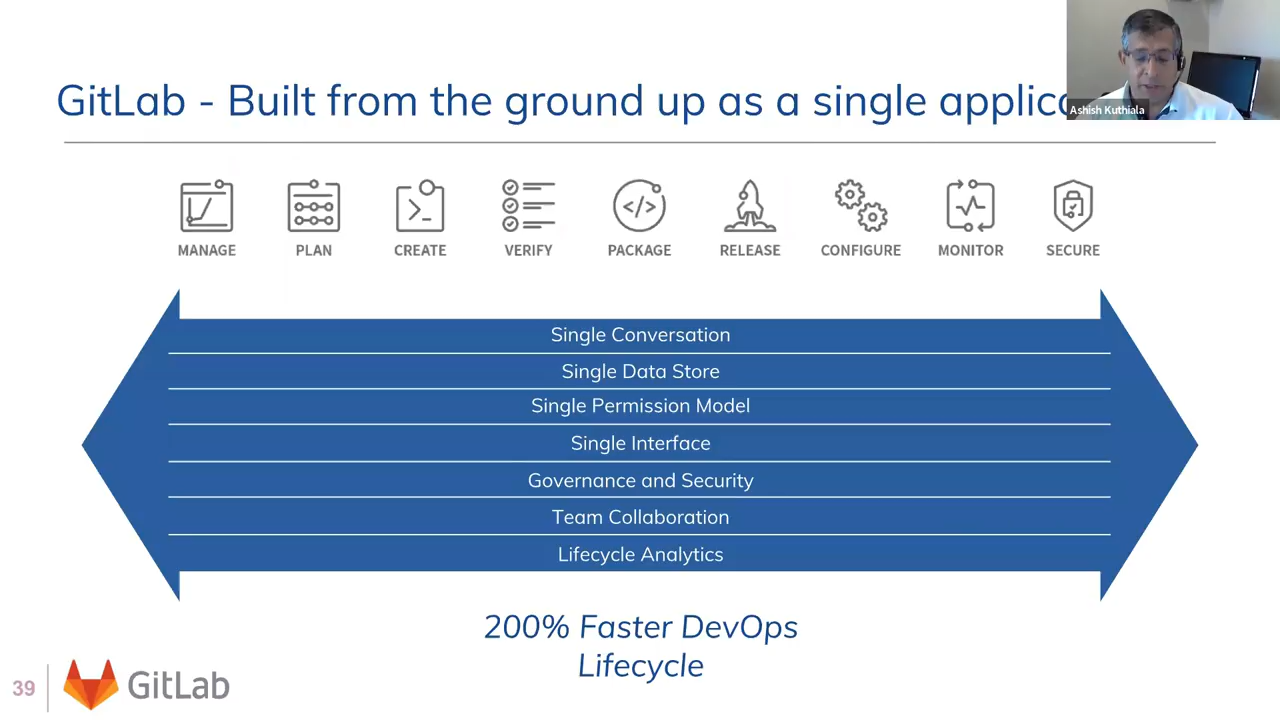 GitLab - Built from the ground up as a single applic
Ashish Kuthiala
MANAGE PLAN CREATE VERIFY PACKAGE RELEASE CONFIGURE MONITOR SECURE
Single Conversation
Single Data Store
Single Permission Model
Single Interface
Governance and Security
Team Collaboration
Lifecycle Analytics
200% Faster DevOps
Lifecycle
39 GitLab